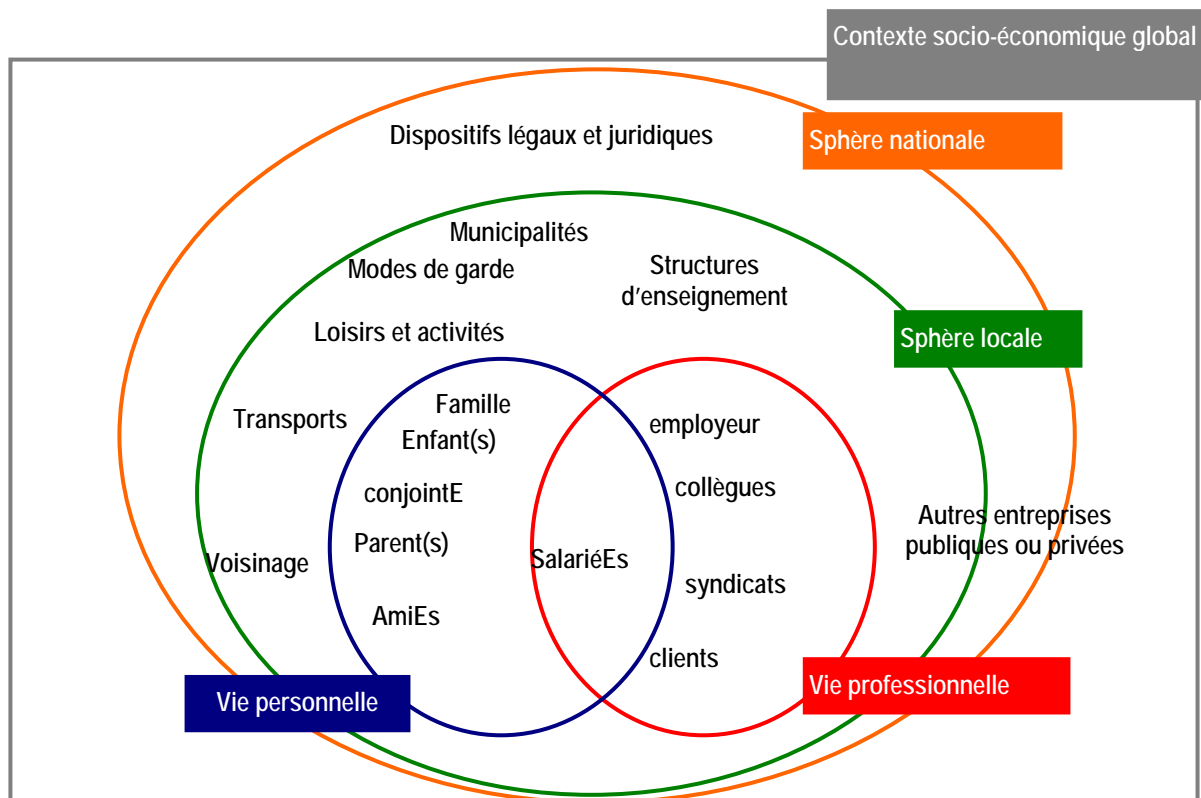 Contexte socio-économique global
Dispositifs légaux et juridiques
Sphère nationale
Municipalités
Modes de garde
Structures
d'enseignement
Loisirs et activités
Sphère locale
Transports
Famille
Enfant(s)
employeur
conjointE
collègues
Parent(s)
Voisinage
SalariéEs
Autres entreprises
publiques ou privées
syndicats
AmiEs
clients
Vie personnelle
Vie professionnelle